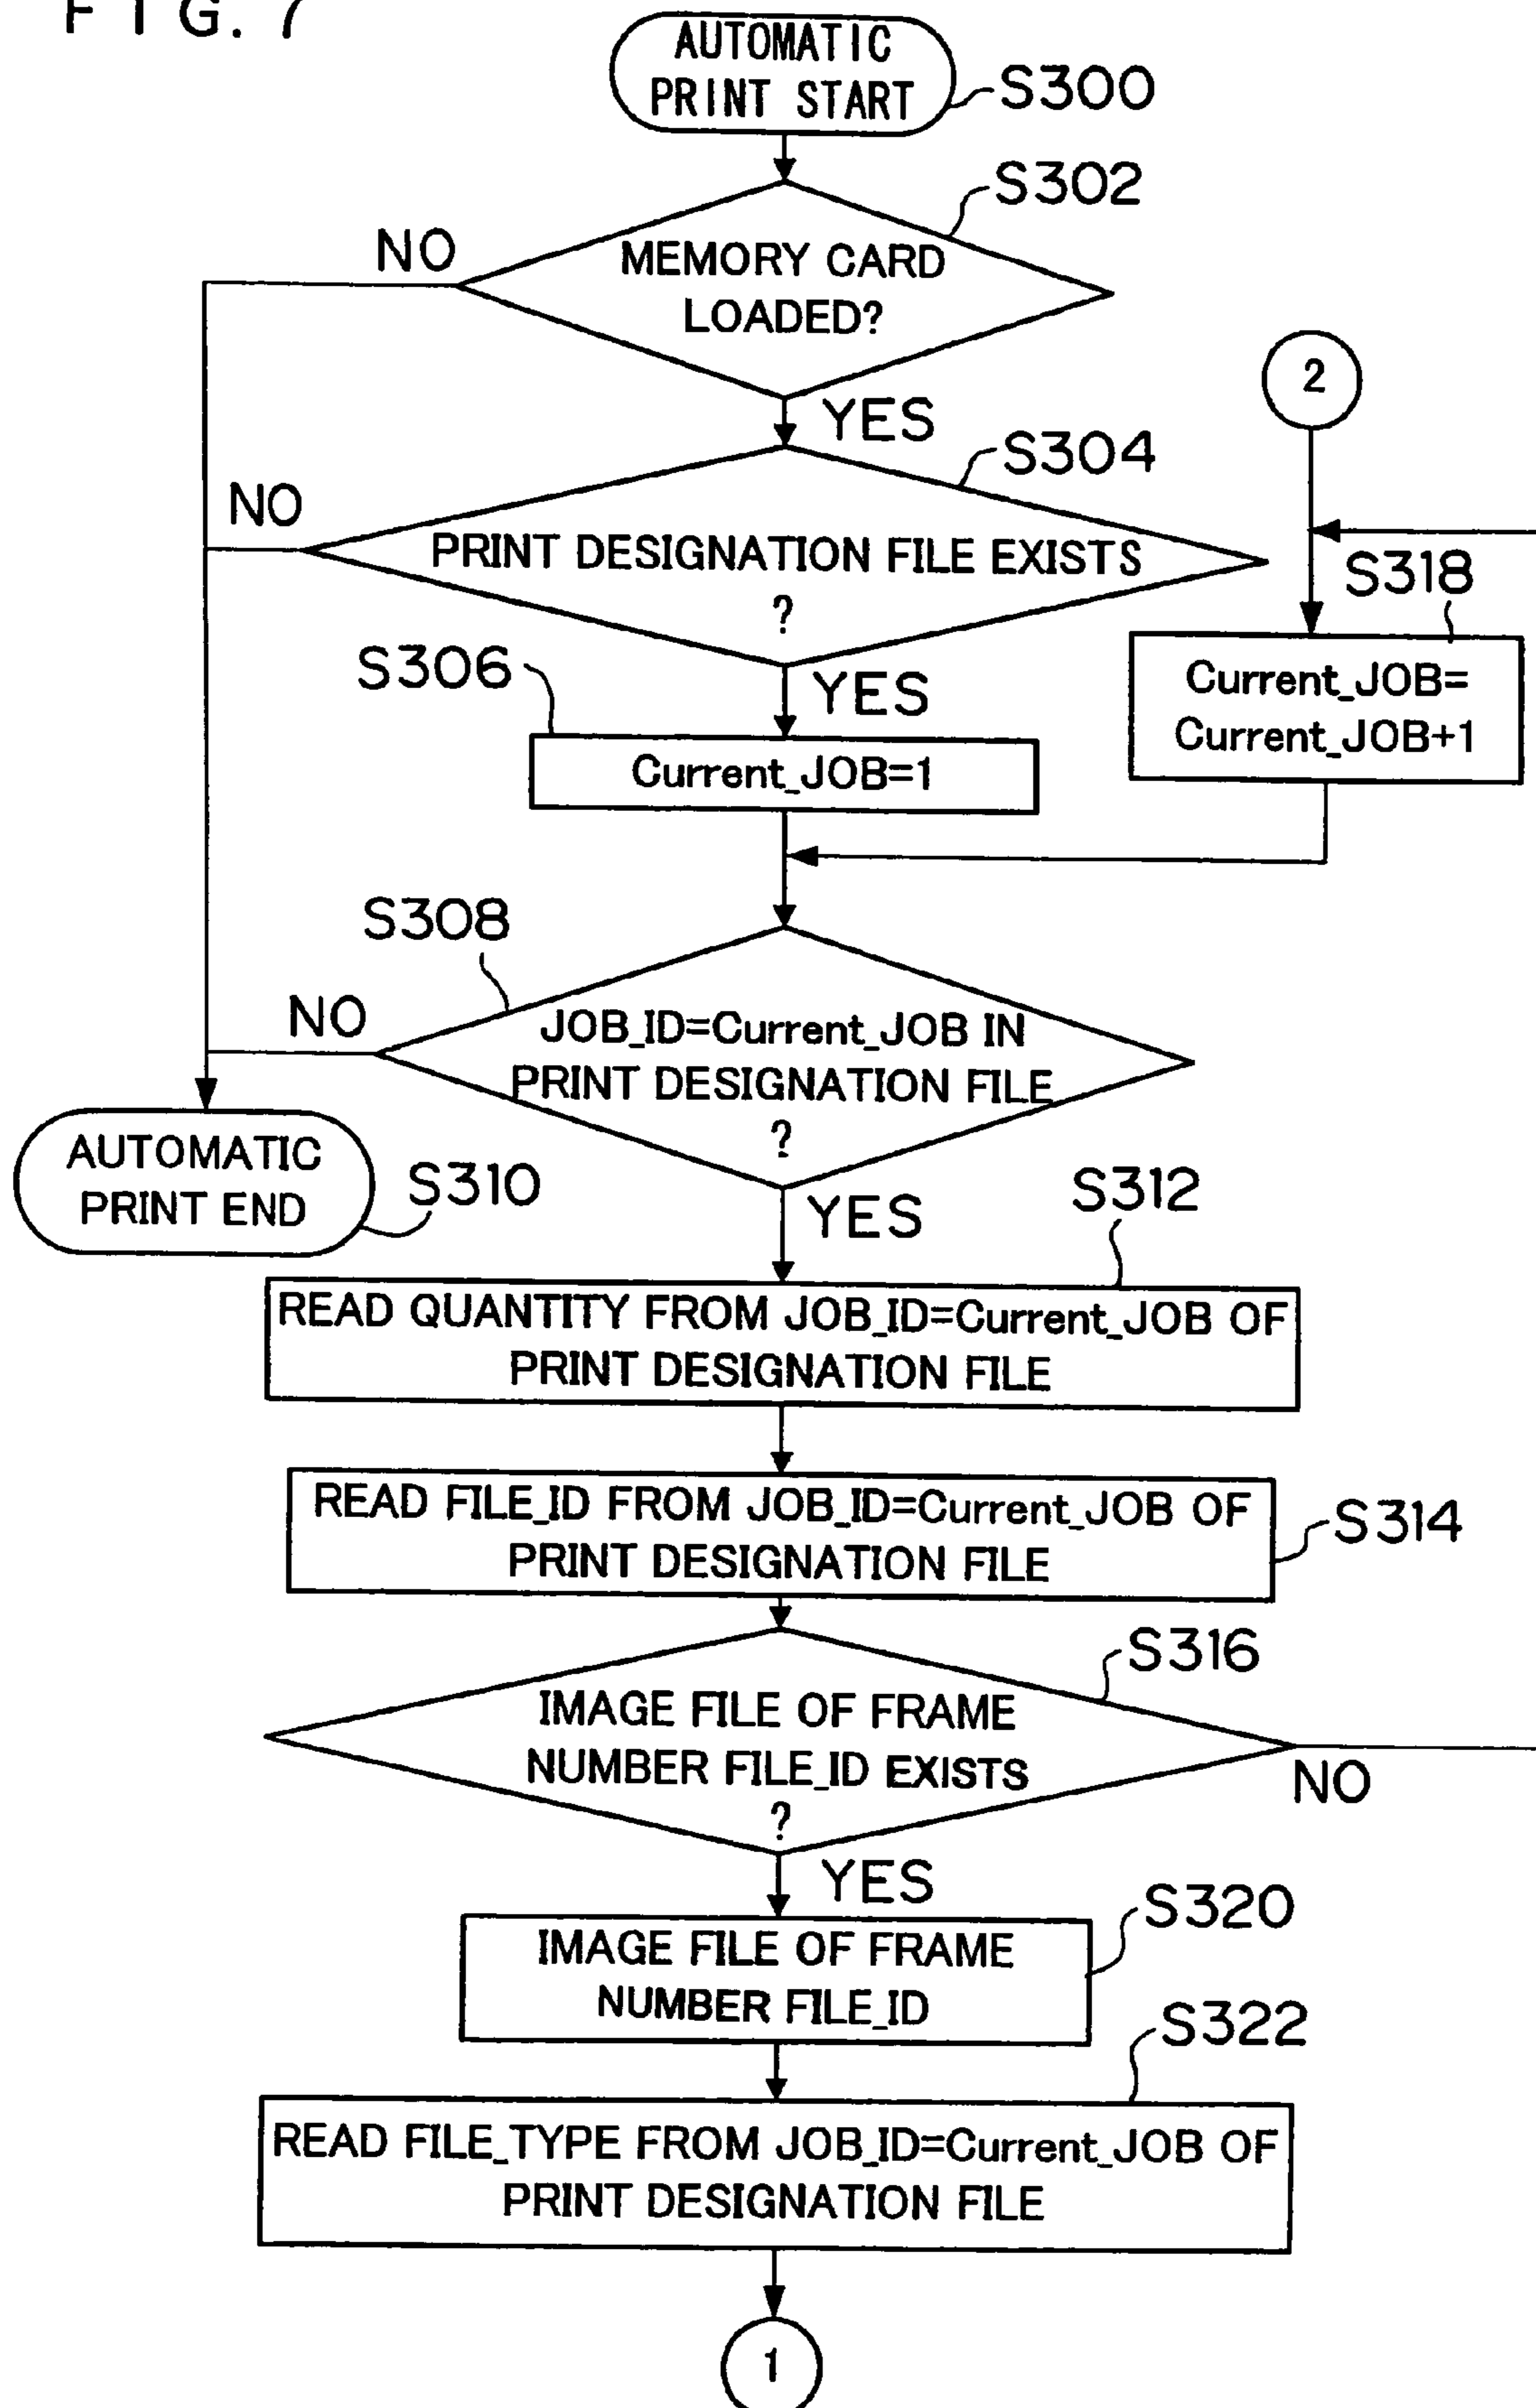 FIG. 7
AUTOMATIC
PRINT START
S300
S302
NO
MEMORY CARD
LOADED?
2
YES
S304
NO
PRINT DESIGNATION FILE EXISTS
?
S318
S306
YES
Current_JOB=
Current_JOB+1
Current_JOB=1
S308
NO
JOB_ID=Current_JOB IN
PRINT DESIGNATION FILE
?
AUTOMATIC
PRINT END
S310
YES
S312
READ QUANTITY FROM JOB_ID=Current_JOB OF
PRINT DESIGNATION FILE
READ FILE_ID FROM JOB_ID=Current_JOB OF
PRINT DESIGNATION FILE
S314
S316
IMAGE FILE OF FRAME
NUMBER FILE_ID EXISTS
?
NO
YES
S320
IMAGE FILE OF FRAME
NUMBER FILE_ID
S322
READ FILE_TYPE FROM JOB_ID=Current_JOB OF
PRINT DESIGNATION FILE
1